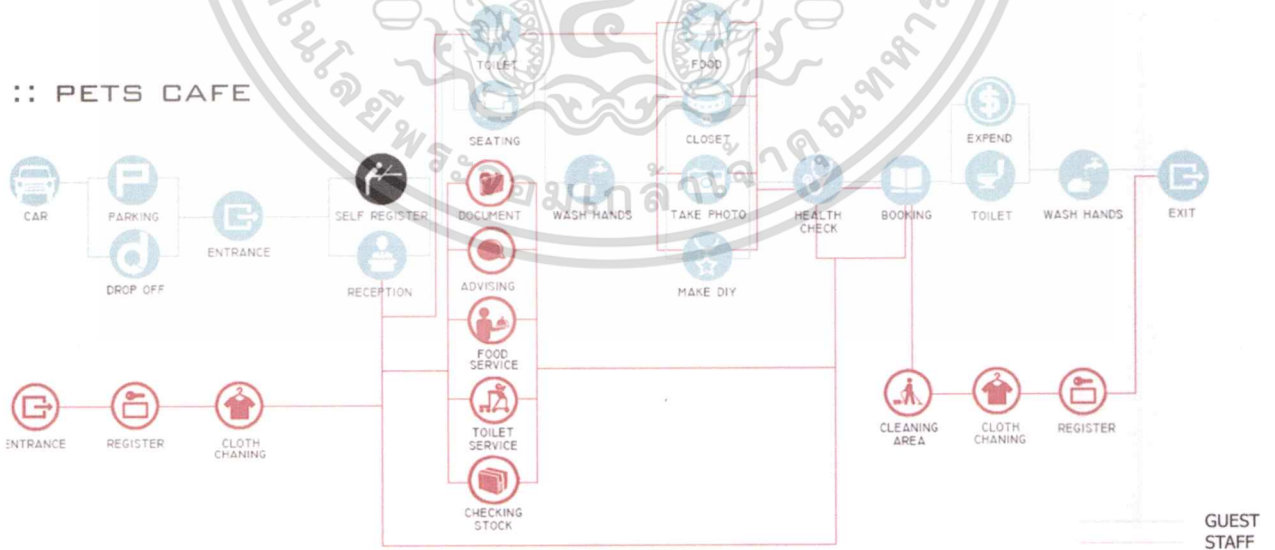 :: PETS CAFE
TOILET
FOOD
SEATING
CLOSET
EXPEND
CAR
PARKING
SELF REGISTER
DOCUMENT
WASH HANDS
TAKE PHOTO
HEALTH
CHECK
BOOKING
TOILET
WASH HANDS
EXIT
ENTRANCE
DROP OFF
RECEPTION
ADVISING
MAKE DIY
FOOD
SERVICE
ENTRANCE
REGISTER
CLOTH
CHANING
TOILET
SERVICE
CLEANING
AREA
CLOTH
CHANING
REGISTER
CHECKING
STOCK
GUEST
STAFF